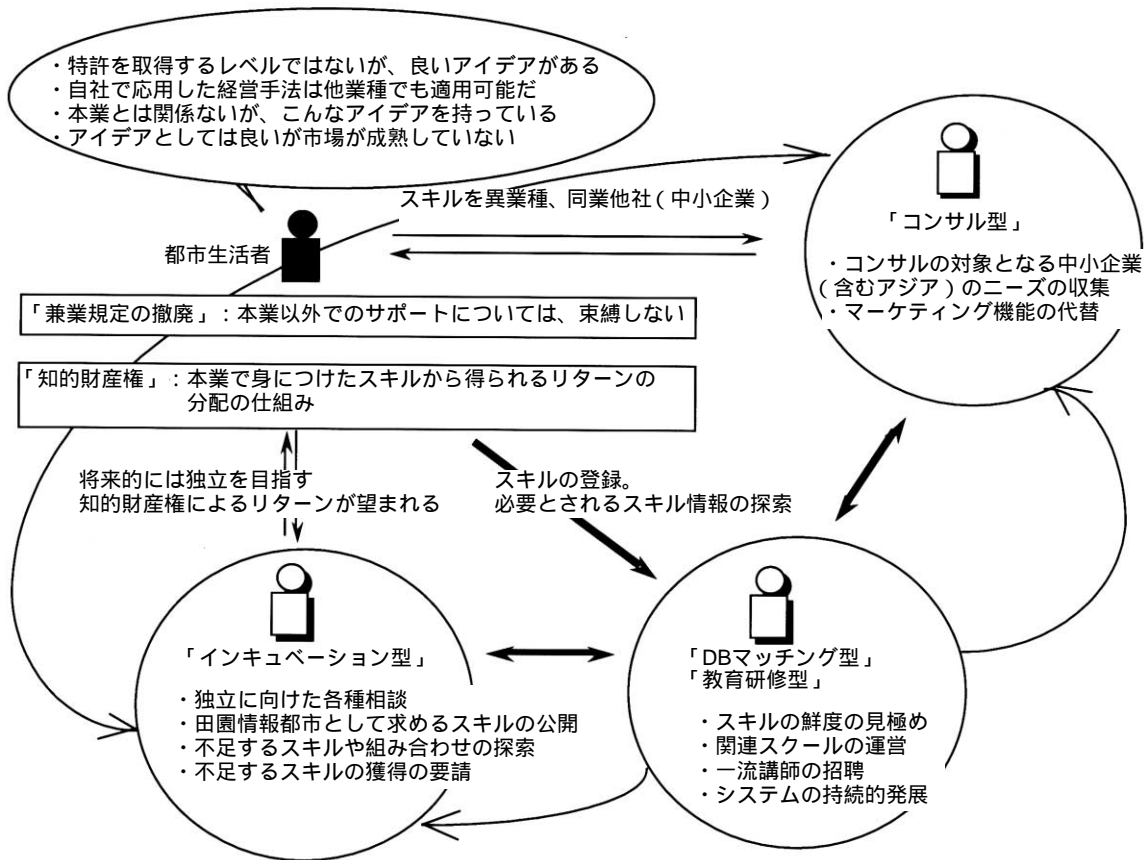 ・特許を取得するレベルではないが、良いアイデアがある
・自社で応用した経営手法は他業種でも適用可能だ
・本業とは関係ないが、こんなアイデアを持っている
・アイデアとしては良いが市場が成熟していない
スキルを異業種、同業他社（中小企業）
都市生活者
「コンサル型」
・コンサルの対象となる中小企業
（含むアジア）のニーズの収集
・マーケティング機能の代替
「兼業規定の撤廃」：本業以外でのサポートについては、束縛しない
「知的財産権」：本業で身につけたスキルから得られるリターンの
分配の仕組み
将来的には独立を目指す
知的財産権によるリターンが望まれる
スキルの登録。
必要とされるスキル情報の探索
「インキュベーション型」
・独立に向けた各種相談
・田園情報都市として求めるスキルの公開
・不足するスキルや組み合わせの探索
・不足するスキルの獲得の要請
「DBマッチング型」
「教育研修型」
・スキルの鮮度の見極め
・関連スクールの運営
・一流講師の招聘
・システムの持続的発展